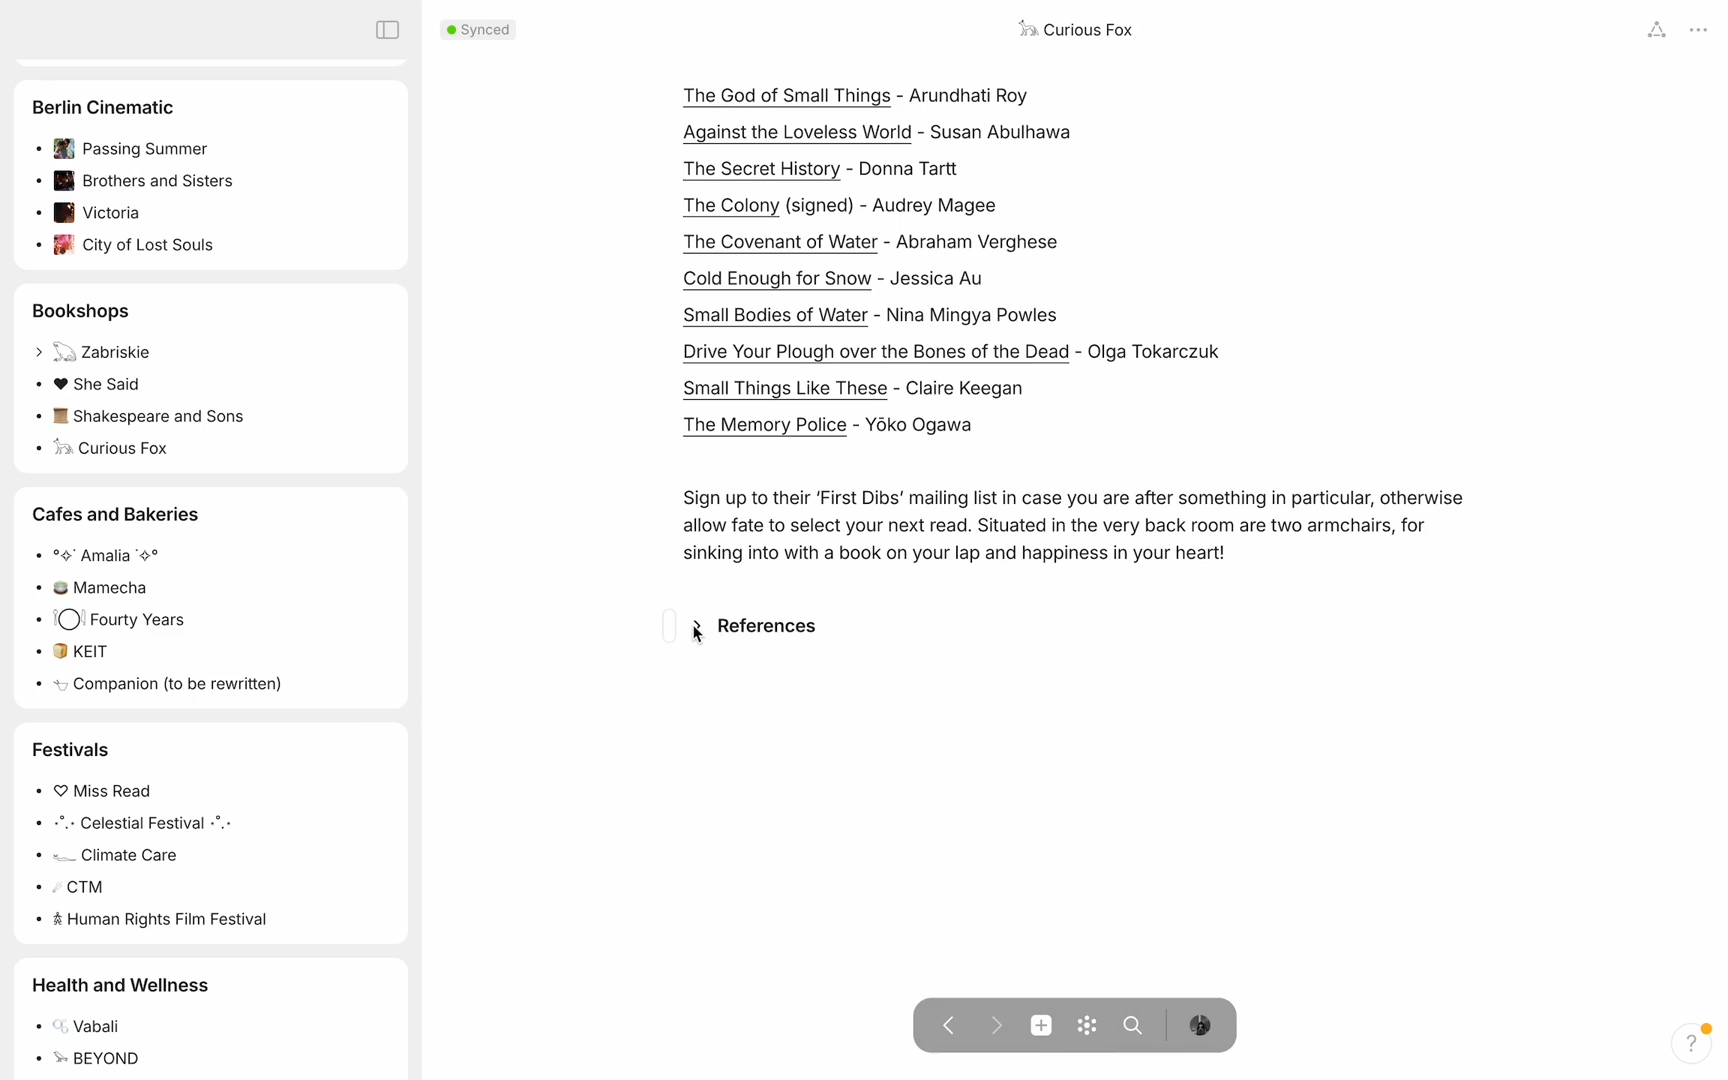 Synced
Curious Fox
Berlin Cinematic
Passing Summer
Brothers and Sisters
Victoria
City of Lost Souls
Bookshops
Zabriskie
She Said
Shakespeare and Sons
Curious Fox
Cafes and Bakeries
Amalia
Mamecha
Fourty Years
KEIT
Companion (to be rewritten)
Festivals
Miss Read
Celestial Festival
Climate Care
CTM
Human Rights Film Festival
Health and Wellness
Vabali
BEYOND
The God of Small Things - Arundhati Roy
Against the Loveless World - Susan Abulhawa
The Secret History - Donna Tartt
The Colony (signed) - Audrey Magee
The Covenant of Water - Abraham Verghese
Cold Enough for Snow - Jessica Au
Small Bodies of Water - Nina Mingya Powles
Drive Your Plough over the Bones of the Dead - Olga Tokarczuk
Small Things Like These - Claire Keegan
The Memory Police - Yōko Ogawa
Sign up to their ‘First Dibs’ mailing list in case you are after something in particular, otherwise
allow fate to select your next read. Situated in the very back room are two armchairs, for
sinking into with a book on your lap and happiness in your heart!
References
?